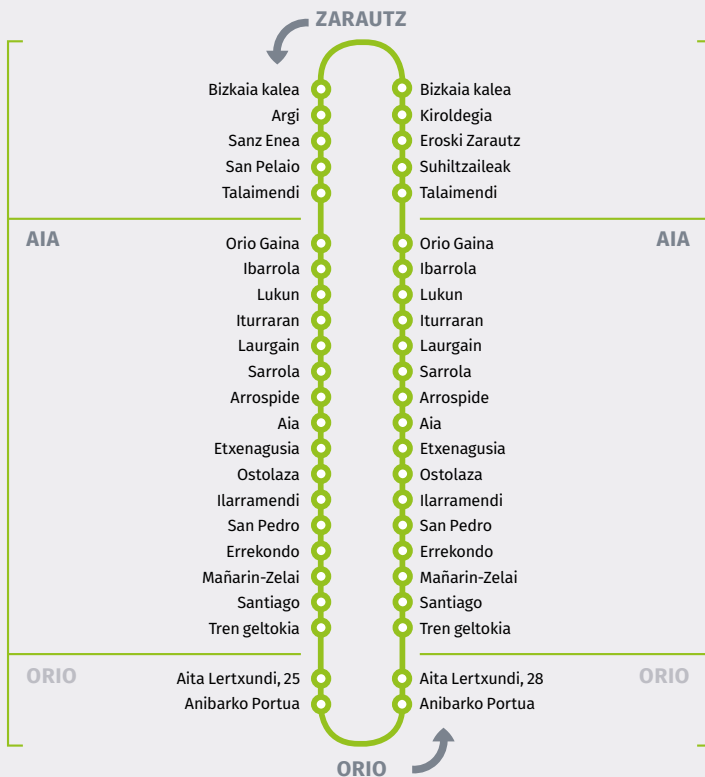 ZARAUTZ
Bizkaia kalea Bizkaia kalea
Argi Kiroldegia
Sanz Enea Eroski Zarautz
San Pelaio Suhiltzaileak
Talaimendi Talaimendi
AIA Orio Gaina Orio Gaina AIA
Ibarrola Ibarrola
Lukun Lukun
Iturraran Iturraran
Laurgain Laurgain
Sarrola Sarrola
Arrospide Arrospide
Aia Aia
Etxenagusia Etxenagusia
Ostolaza Ostolaza
Ilarramendi Ilarramendi
San Pedro San Pedro
Errekondo Errekondo
Mañarin-Zelai Mañarin-Zelai
Santiago Santiago
Tren geltokia Tren geltokia
ORIO Aita Lertxundi, 25 Aita Lertxundi, 28 ORIO
Anibarko Portua Anibarko Portua
ORIO